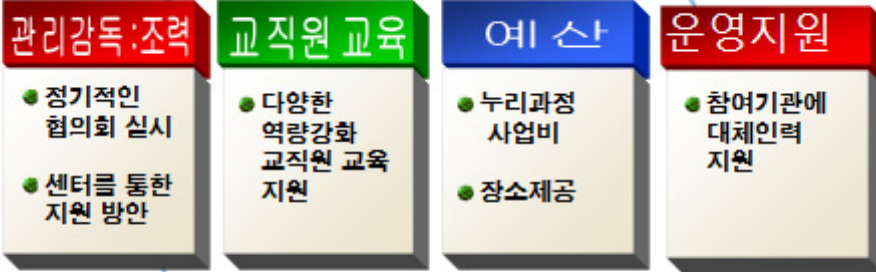 관리감독:조력
정기적인
협의회 실시
센터를 통한
지원 방안
교직원 교육
다양한
역량강화
교직원 교육
지원
예산
누리과정
사업비
장소제공
운영지원
참여기관에
대체인력
지원